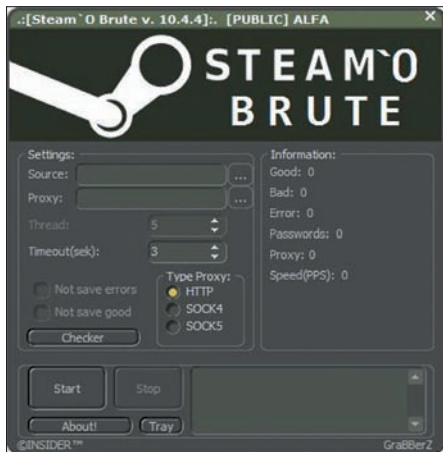 .:[Steam`O Brute v. 10.4.4]:. [PUBLIC] ALFA
STEAM`O
BRUTE
Settings:
Source:
...
Proxy:
...
Thread: 5
Timeout(sek): 3
Not save errors
Not save good
Checker
Type Proxy:
HTTP
SOCK4
SOCK5
Information:
Good: 0
Bad: 0
Error: 0
Passwords: 0
Proxy: 0
Speed(PPS): 0
Start
Stop
About!
Tray
©INSIDER™
GraBBerZ